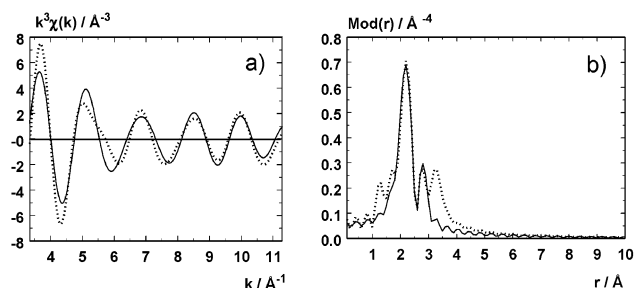 k³χ(k) / Å⁻³
Mod(r) / Å⁻⁴
8
6
4
2
-0
-2
-4
-6
-8
a)
4 5 6 7 8 9 10 11
k / Å⁻¹
0.8
0.7
0.6
0.5
0.4
0.3
0.2
0.1
0.0
b)
1 2 3 4 5 6 7 8 9 10
r / Å